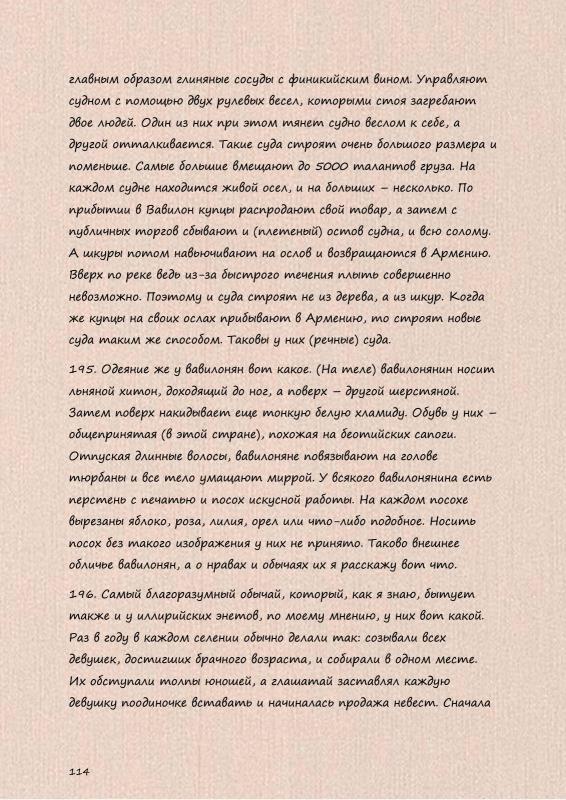 главным образом глиняные сосуды с финикийским вином. Управляют
судном с помощью двух рулевых весел, которыми стоя загребают
двое людей. Один из них при этом тянет судно веслом к себе, а
другой отталкивается. Такие суда строят очень большого размера и
поменьше. Самые большие вмещают до 5000 талантов груза. На
каждом судне находится живой осел, и на больших – несколько. По
прибытии в Вавилон купцы распродают свой товар, а затем с
публичных торгов сбывают и (плетеный) остов судна, и всю солому.
А шкуры потом навьючивают на ослов и возвращаются в Армению.
Вверх по реке ведь из-за быстрого течения плыть совершенно
невозможно. Поэтому и суда строят не из дерева, а из шкур. Когда
же купцы на своих ослах прибывают в Армению, то строят новые
суда таким же способом. Таковы у них (речные) суда.
195. Одеяние же у вавилонян вот какое. (На теле) вавилонянин носит
льняной хитон, доходящий до ног, а поверх – другой шерстяной.
Затем поверх накидывает еще тонкую белую хламиду. Обувь у них –
общепринятая (в этой стране), похожая на беотийских сапоги.
Отпуская длинные волосы, вавилоняне повязывают на голове
тюрбаны и все тело умащают миррой. У всякого вавилонянина есть
перстень с печатью и посох искусной работы. На каждом посохе
вырезаны яблоко, роза, лилия, орел или что-либо подобное. Носить
посох без такого изображения у них не принято. Таково внешнее
обличье вавилонян, а о нравах и обычаях их я расскажу вот что.
196. Самый благоразумный обычай, который, как я знаю, бытует
также и у иллирийских энетов, по моему мнению, у них вот какой.
Раз в году в каждом селении обычно делали так: созывали всех
девушек, достигших брачного возраста, и собирали в одном месте.
Их обступали толпы юношей, а глашатай заставлял каждую
девушку поодиночке вставать и начиналась продажа невест. Сначала
114